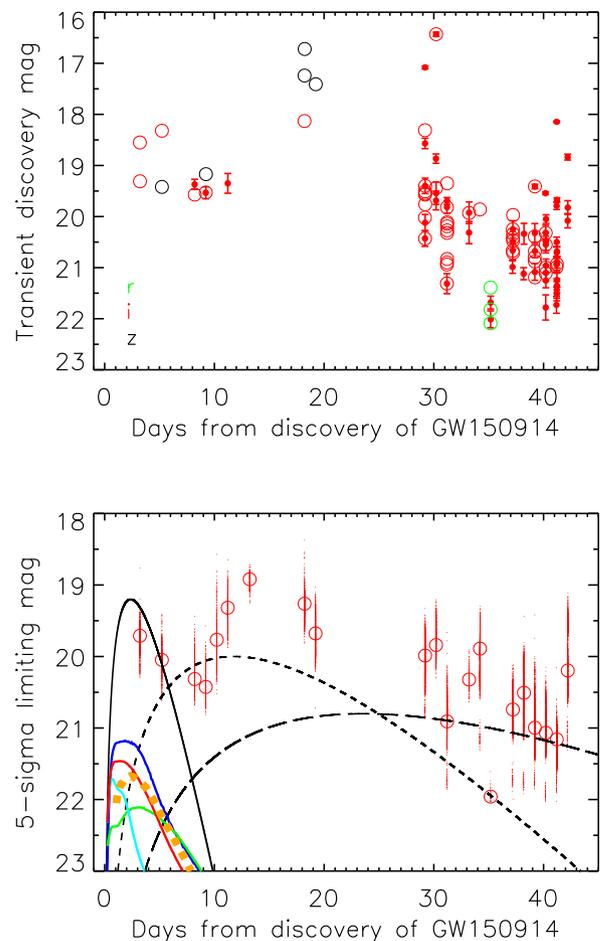 16
17
18
19
20
21
22
23
Transient discovery mag
r
i
z
0 10 20 30 40
Days from discovery of GW150914
18
19
20
21
22
23
5-sigma limiting mag
0 10 20 30 40
Days from discovery of GW150914